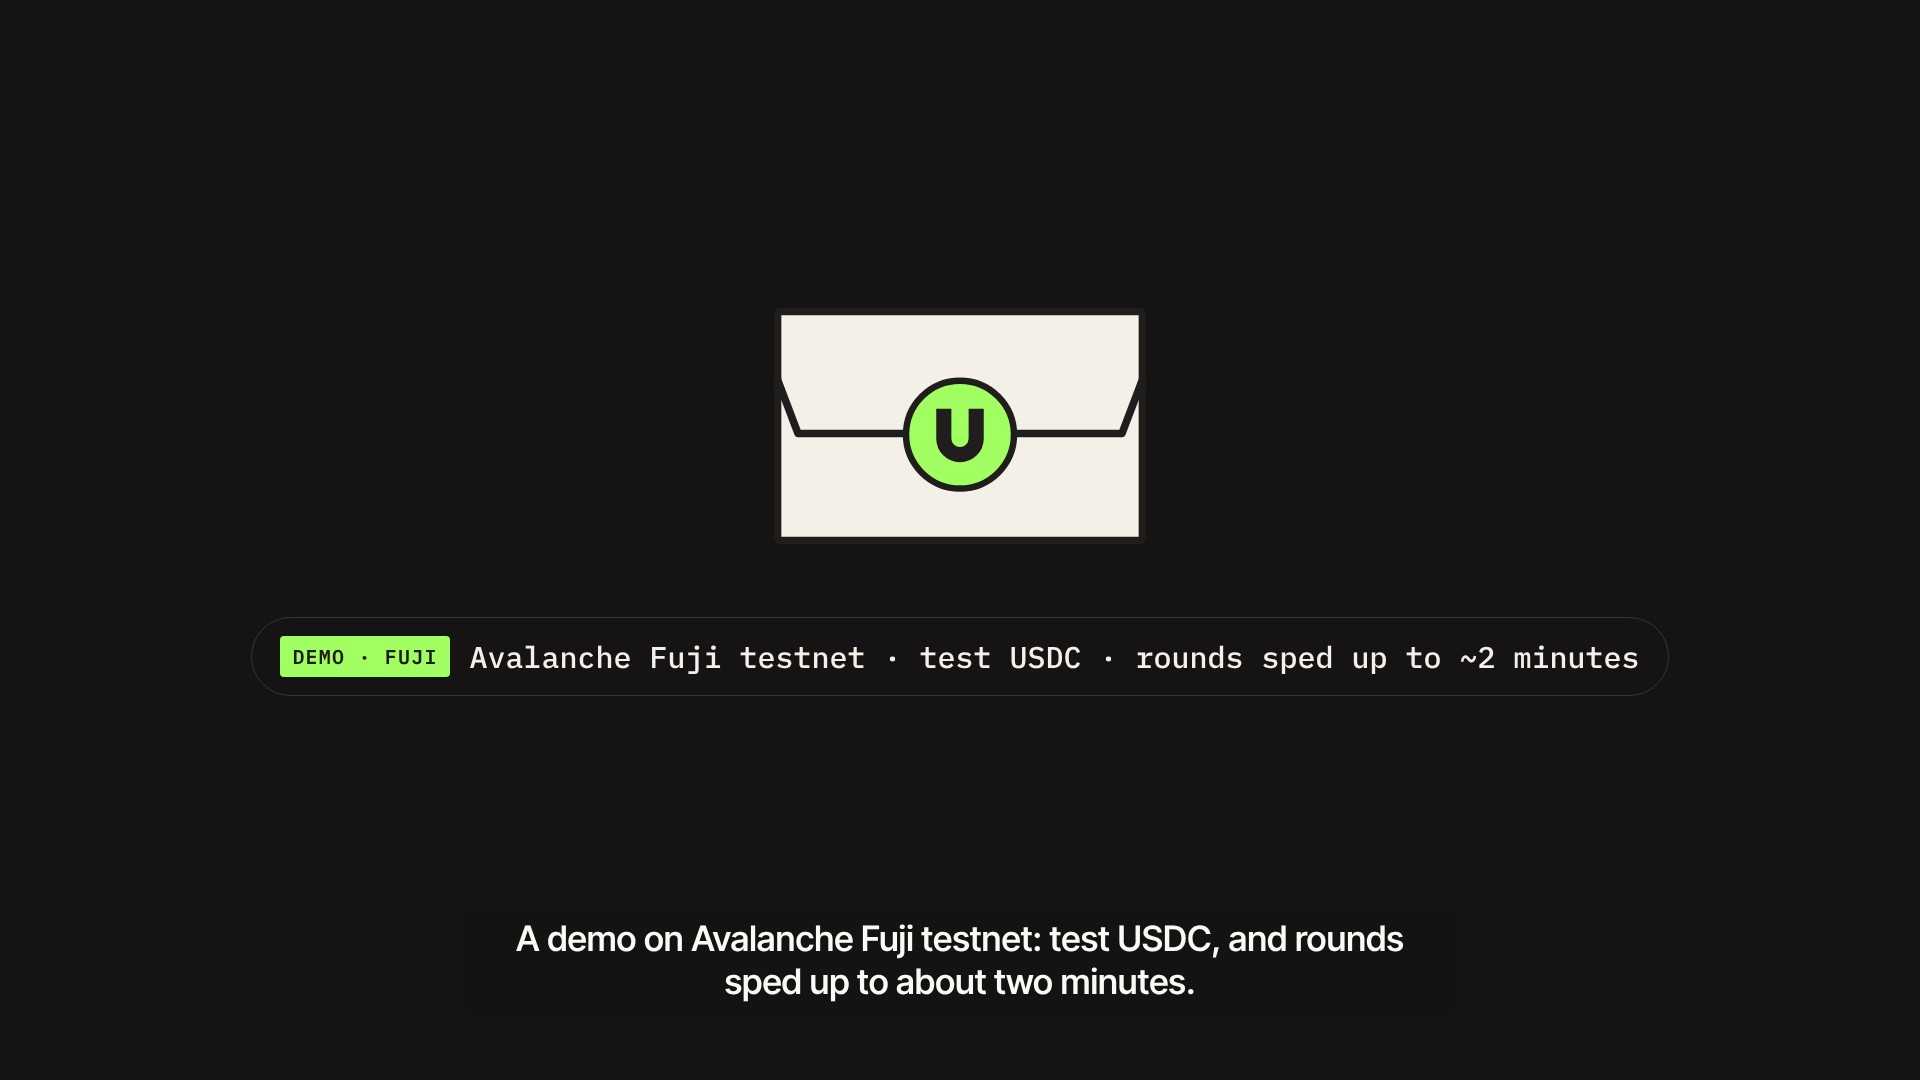 U
DEMO · FUJI Avalanche Fuji testnet · test USDC · rounds sped up to ~2 minutes
A demo on Avalanche Fuji testnet: test USDC, and rounds
sped up to about two minutes.